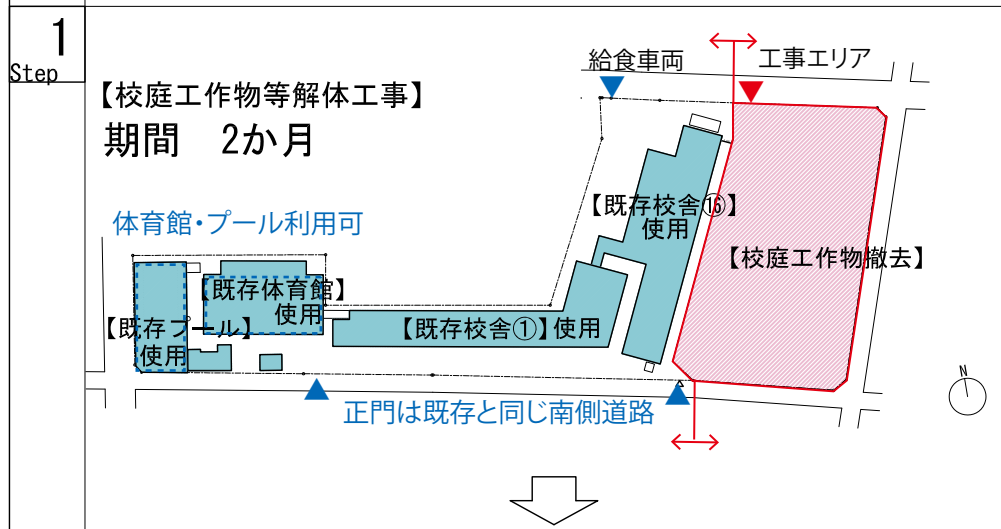 1
Step
【校庭工作物等解体工事】
期間　2か月
給食車両
工事エリア
体育館・プール利用可
【既存校舎⑯】
使用
【校庭工作物撤去】
【既存体育館】
使用
【既存プール】
使用
【既存校舎①】使用
正門は既存と同じ南側道路
N